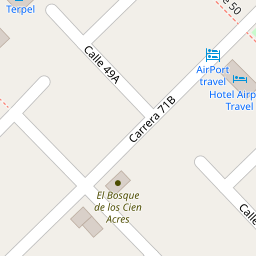 Terpel
Calle 49A
50
AirPort
travel
Hotel Airp
Travel
Carrera 71B
El Bosque
de los Cien
Acres
Calle